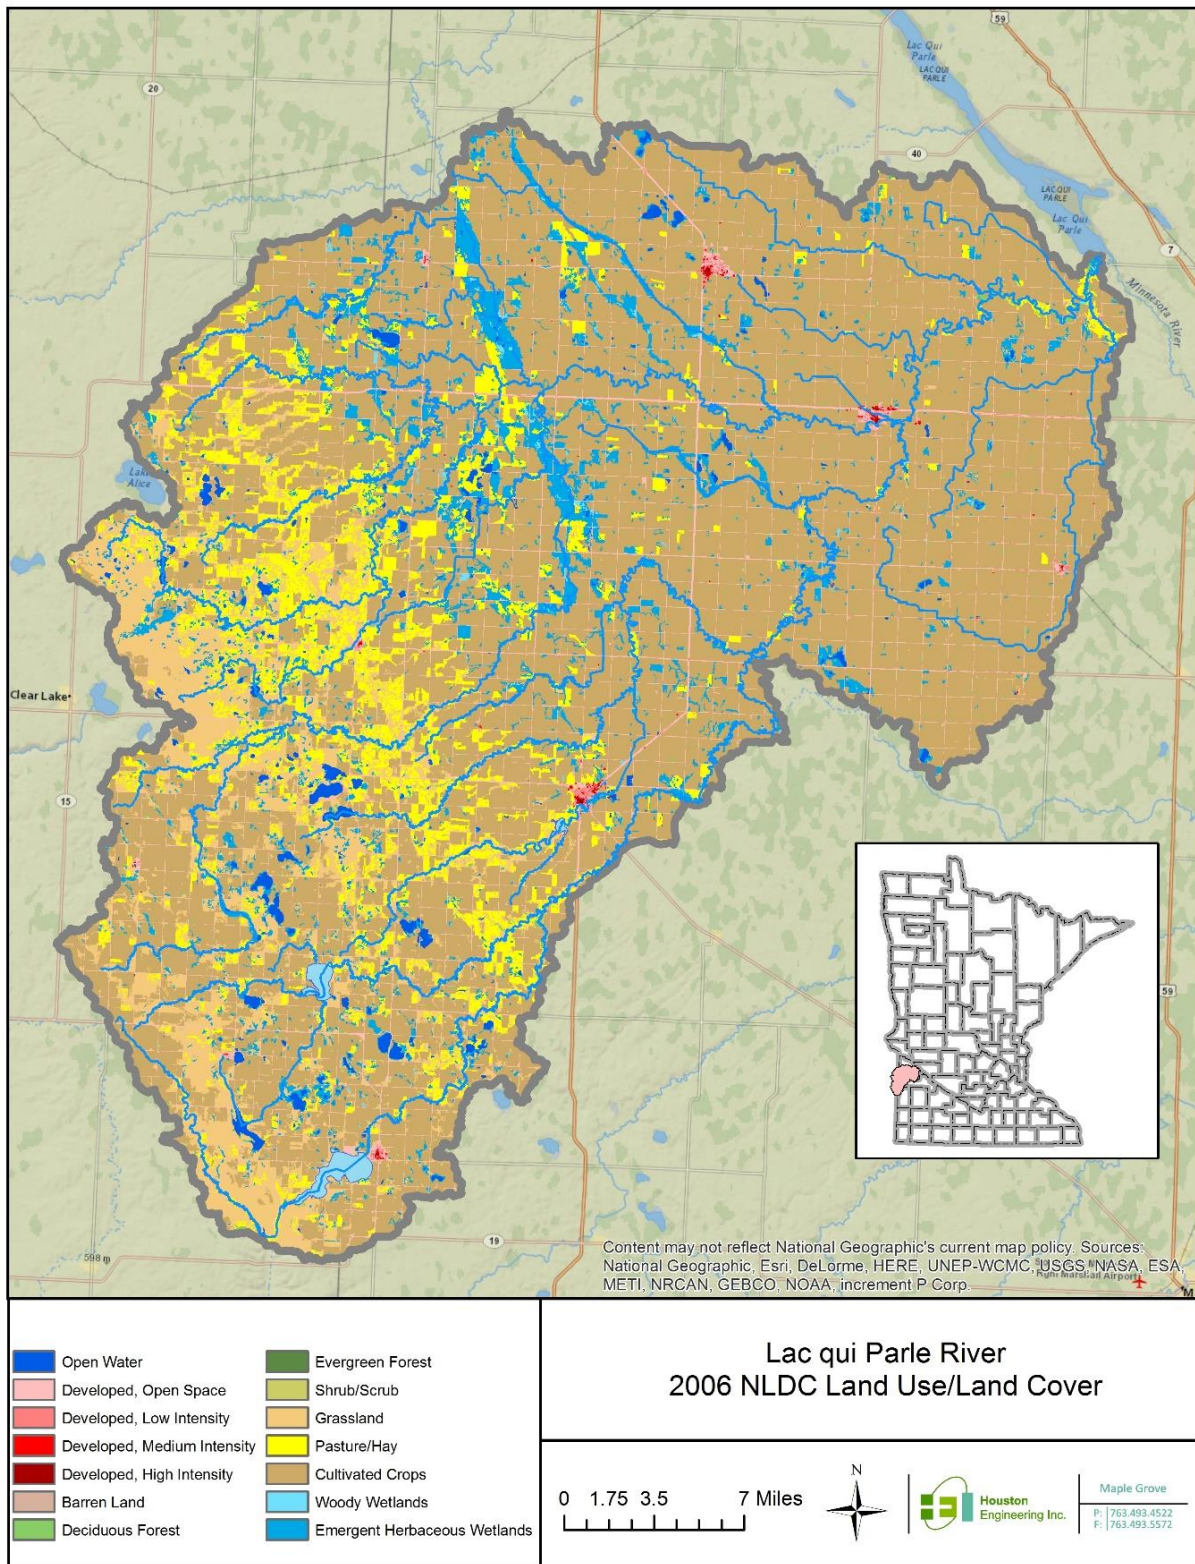 59
Lac Qui
Parle
LAC QUI
PARLE
20
40
LAC QUI
PARLE
Lac Qui
Parle
7
Minnesota
River
Lake
Alice
Clear Lake
15
59
19
598 m
Content may not reflect National Geographic's current map policy. Sources:
National Geographic, Esri, DeLorme, HERE, UNEP-WCMC, USGS, NASA, ESA,
METI, NRCAN, GEBCO, NOAA, increment P Corp.
Marshall Airport
M
Open Water
Developed, Open Space
Developed, Low Intensity
Developed, Medium Intensity
Developed, High Intensity
Barren Land
Deciduous Forest
Evergreen Forest
Shrub/Scrub
Grassland
Pasture/Hay
Cultivated Crops
Woody Wetlands
Emergent Herbaceous Wetlands
Lac qui Parle River
2006 NLDC Land Use/Land Cover
0 1.75 3.5 7 Miles
N
Houston
Engineering Inc.
Maple Grove
P: 763.493.4522
F: 763.493.5572